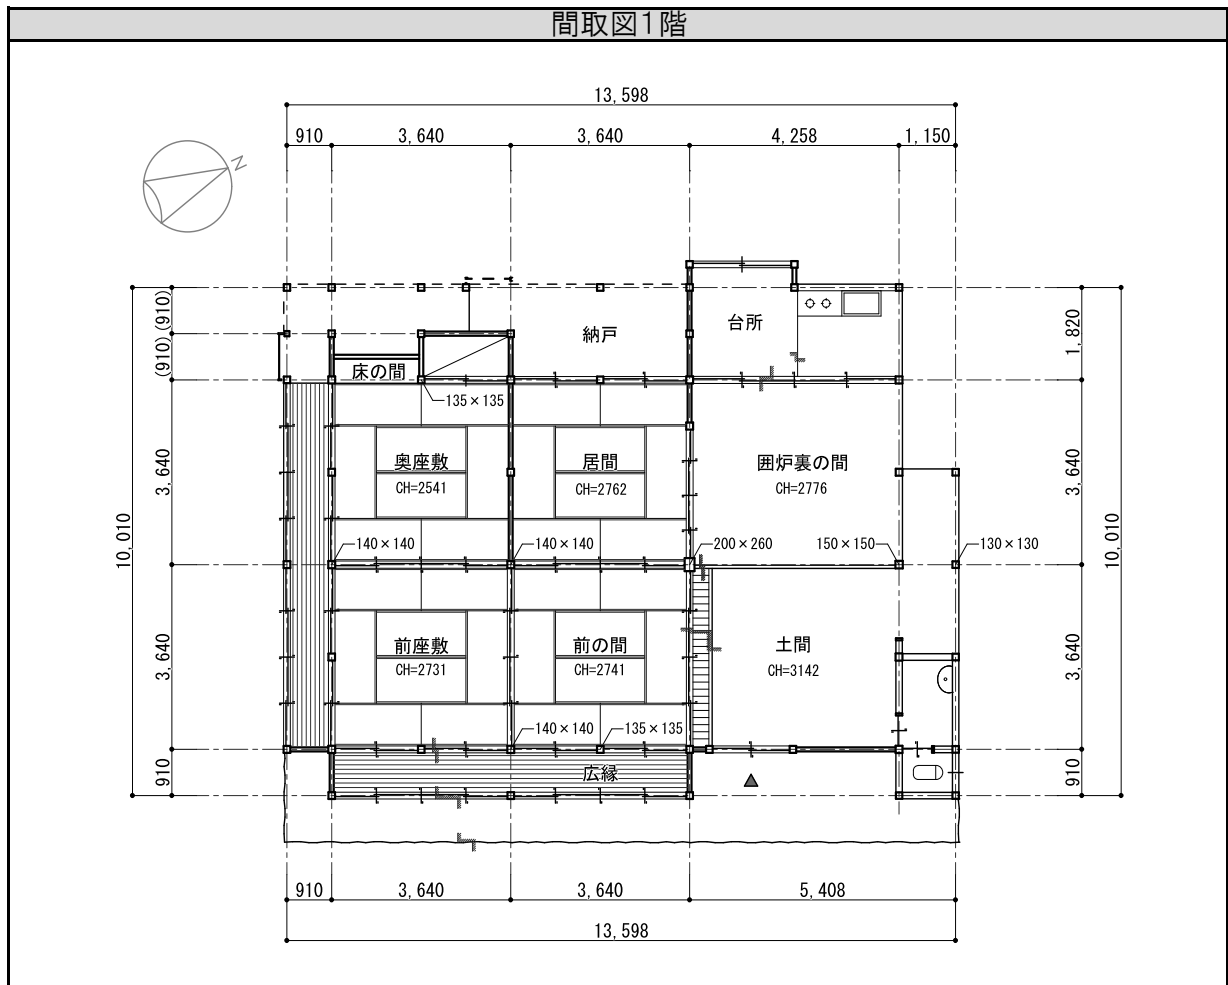 間取図1階
13,598
910
3,640
3,640
4,258
1,150
N
(910)
(910)
3,640
3,640
910
10,010
1,820
3,640
3,640
910
10,010
納戸
台所
床の間
135×135
奥座敷
CH=2541
居間
CH=2762
囲炉裏の間
CH=2776
140×140
140×140
200×260
150×150
130×130
前座敷
CH=2731
前の間
CH=2741
土間
CH=3142
140×140
135×135
広縁
910
3,640
3,640
5,408
13,598